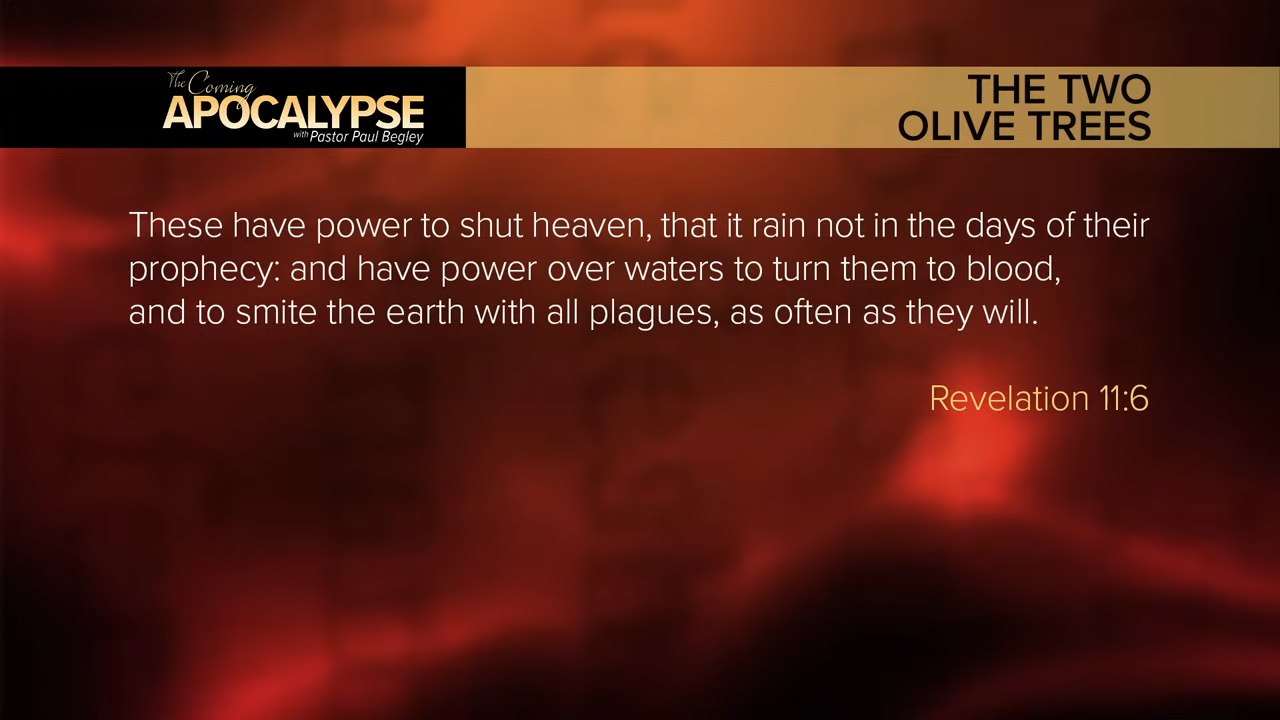 The Coming
APOCALYPSE
with Pastor Paul Begley
THE TWO
OLIVE TREES
These have power to shut heaven, that it rain not in the days of their
prophecy: and have power over waters to turn them to blood,
and to smite the earth with all plagues, as often as they will.
Revelation 11:6